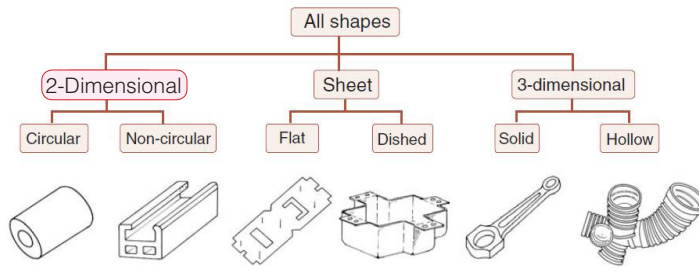 All shapes
2-Dimensional
Sheet
3-dimensional
Circular
Non-circular
Flat
Dished
Solid
Hollow